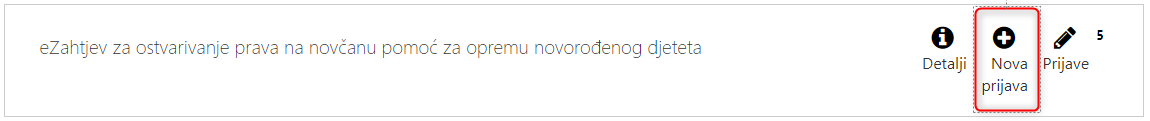 eZahtjev za ostvarivanje prava na novčanu pomoć za opremu novorođenog djeteta
Detalji
Nova
prijava
Prijave
5